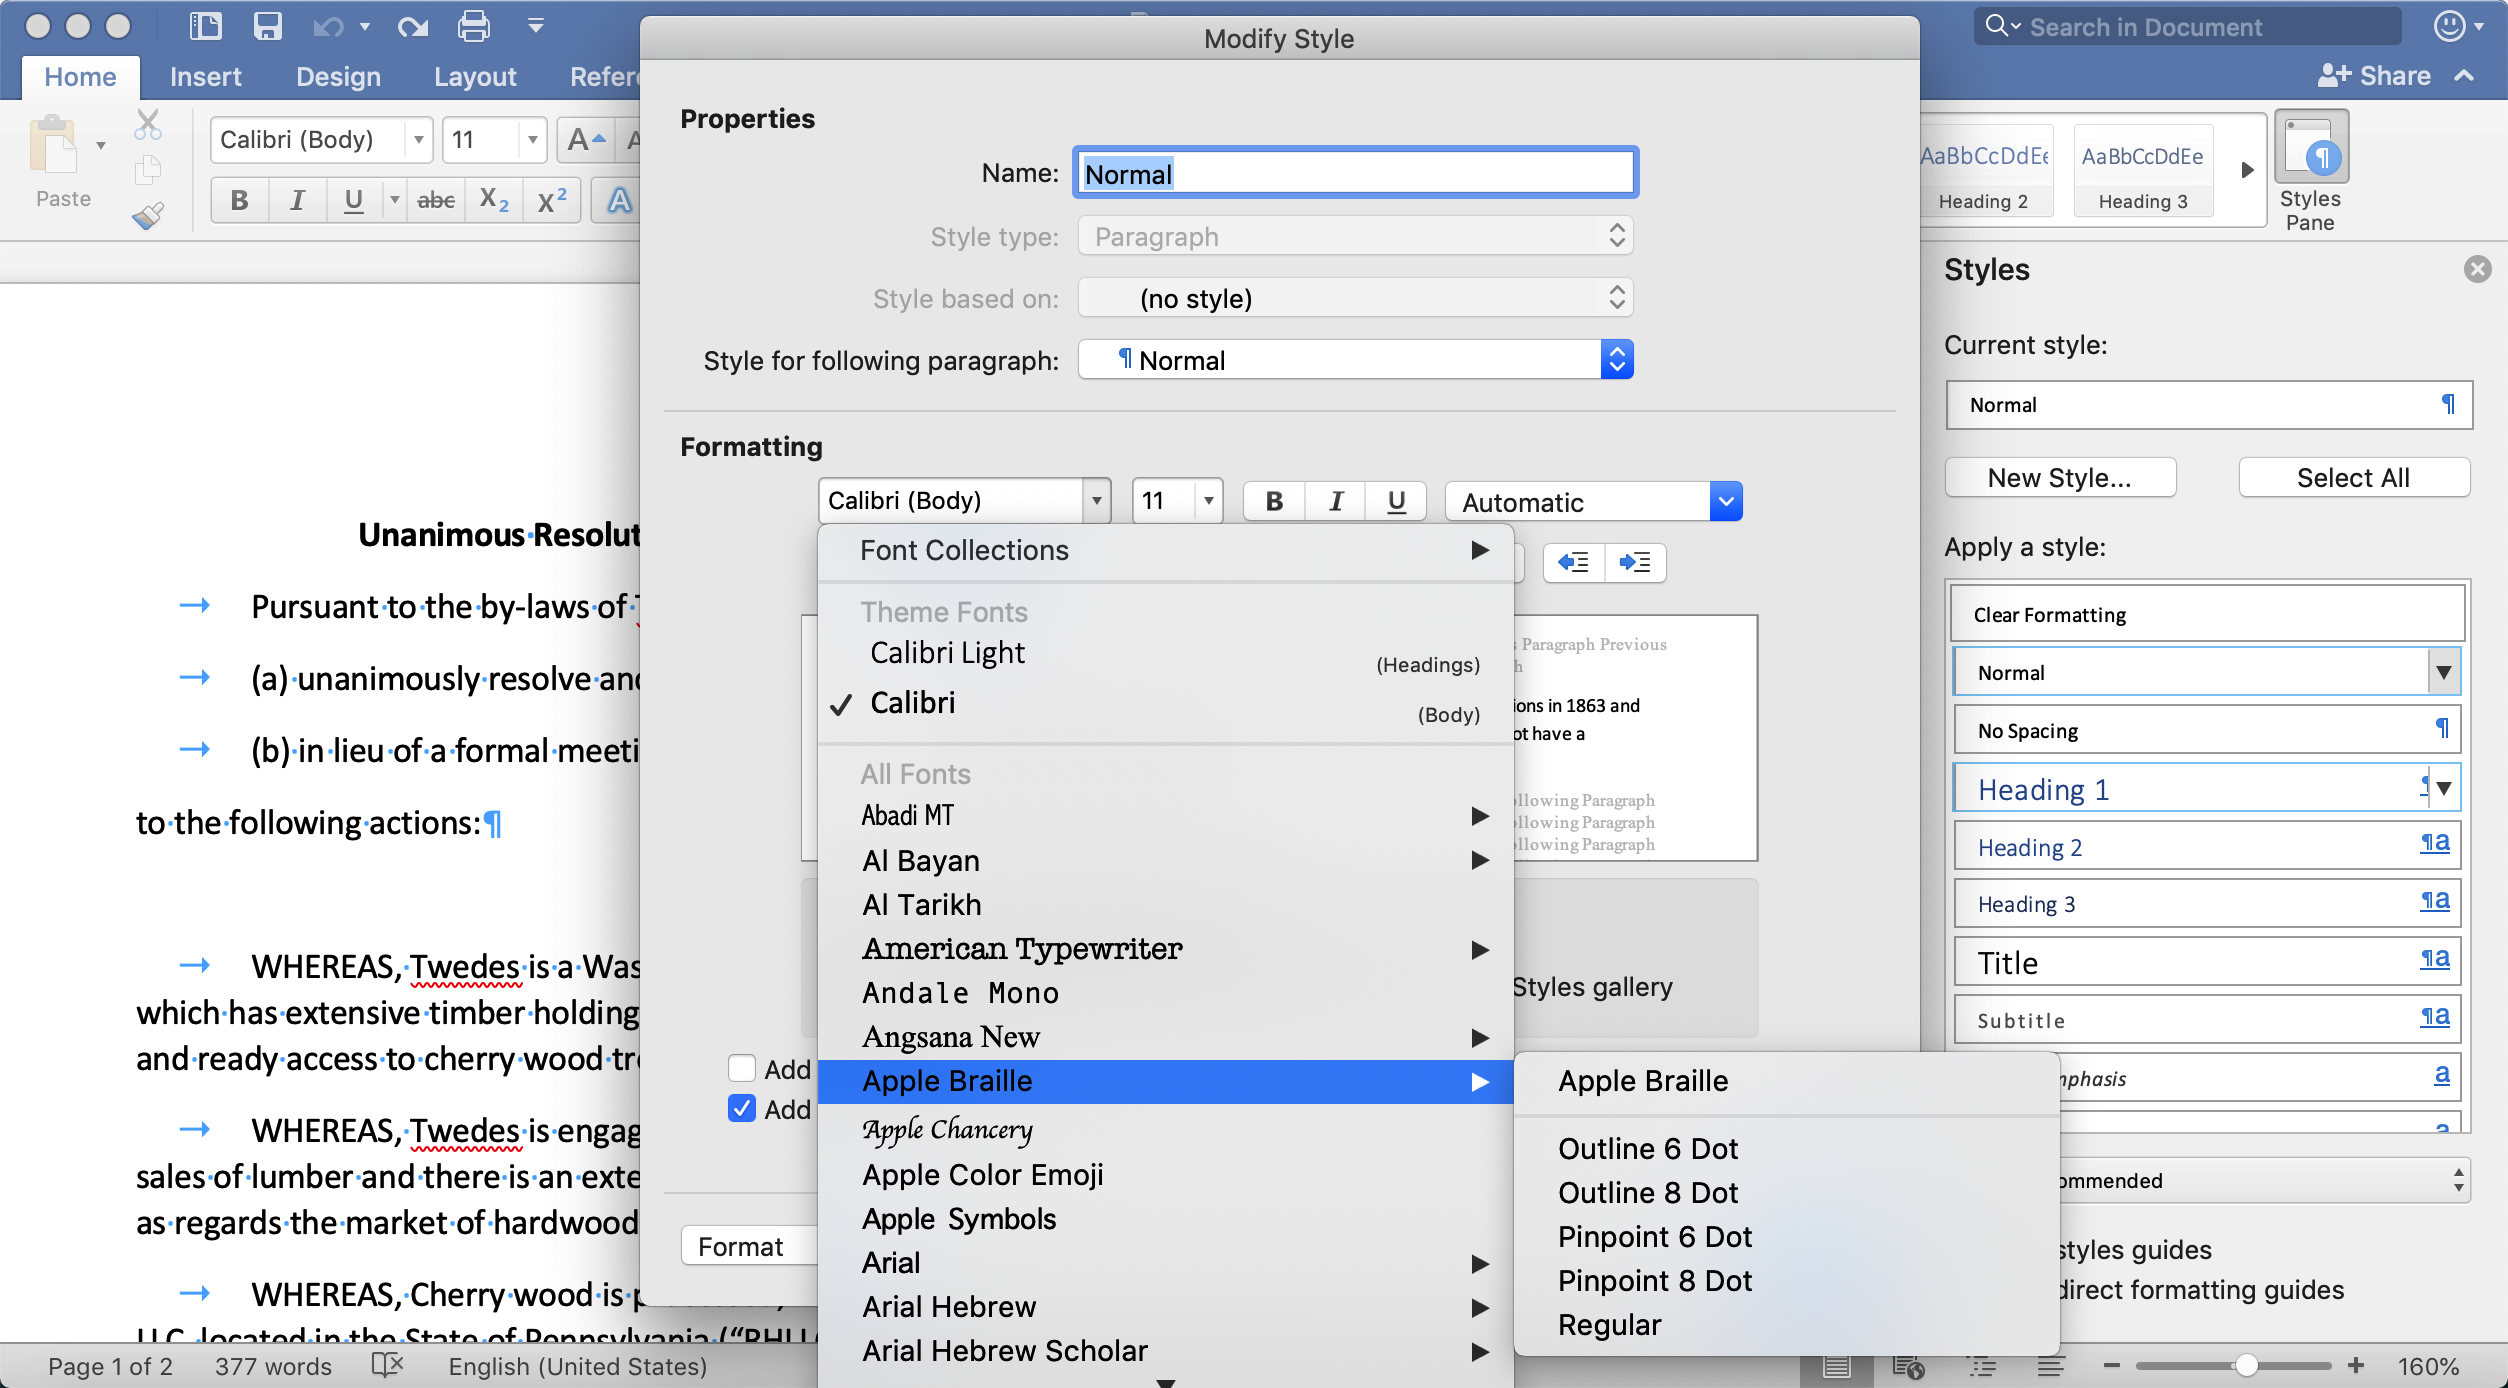 Search in Document
Home
Insert
Design
Layout
Share
Modify Style
Paste
Calibri (Body)
11
A
B I U abc X2 X2 A
AaBbCcDdEe
Heading 2
AaBbCcDdEe
Heading 3
Styles
Pane
Properties
Name: Normal
Style type: Paragraph
Style based on: (no style)
Style for following paragraph: ¶ Normal
Formatting
Calibri (Body)
11
B I U
Automatic
Font Collections
Theme Fonts
Calibri Light
(Headings)
✓ Calibri
(Body)
All Fonts
Abadi MT
Al Bayan
Al Tarikh
American Typewriter
Andale Mono
Angsana New
Apple Braille
Apple Chancery
Apple Color Emoji
Apple Symbols
Arial
Arial Hebrew
Arial Hebrew Scholar
Apple Braille
Outline 6 Dot
Outline 8 Dot
Pinpoint 6 Dot
Pinpoint 8 Dot
Regular
Paragraph Previous
ions in 1863 and
have a
Following Paragraph
Following Paragraph
Following Paragraph
Styles gallery
Add
Add
Format
Unanimous Resolut
Pursuant to the by-laws of
(a) unanimously resolve and
(b) in lieu of a formal meeti
to the following actions:¶
WHEREAS, Twedes is a Was
which has extensive timber holding
and ready access to cherry wood tre
WHEREAS, Twedes is engag
sales of lumber and there is an exte
as regards the market of hardwood
WHEREAS, Cherry wood is
LLC, located in the State of Pennsylvania
Styles
Current style:
Normal ¶
New Style...
Select All
Apply a style:
Clear Formatting
Normal
No Spacing ¶
Heading 1
Heading 2 ¶a
Heading 3 ¶a
Title ¶a
Subtitle ¶a
mphasis a
ommended
styles guides
direct formatting guides
Page 1 of 2
377 words
English (United States)
160%